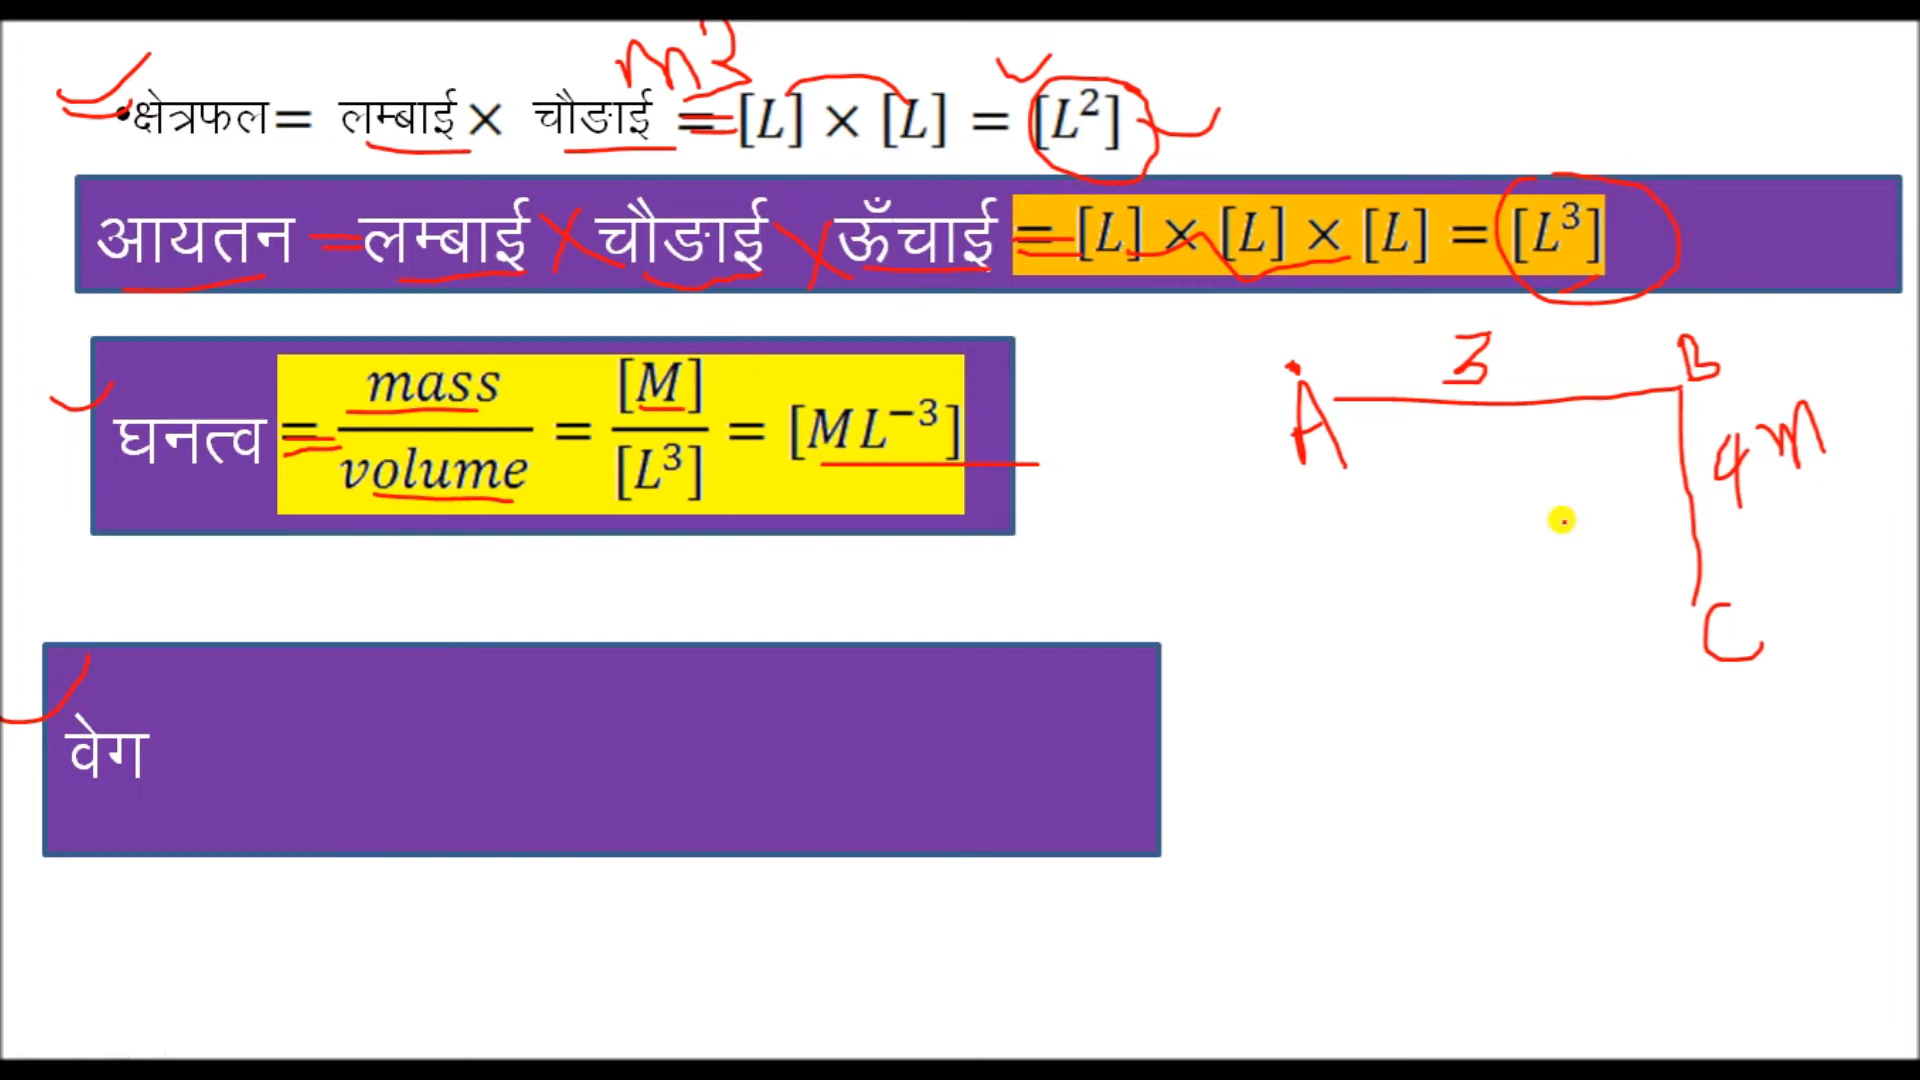 m³
•क्षेत्रफल= लम्बाई× चौङाई =[L] × [L] = [L²]
आयतन =लम्बाई × चौङाई × ऊँचाई = [L] × [L] × [L] = [L³]
घनत्व = mass/volume = [M]/[L³] = [ML⁻³]
A 3 B
4m
C
वेग